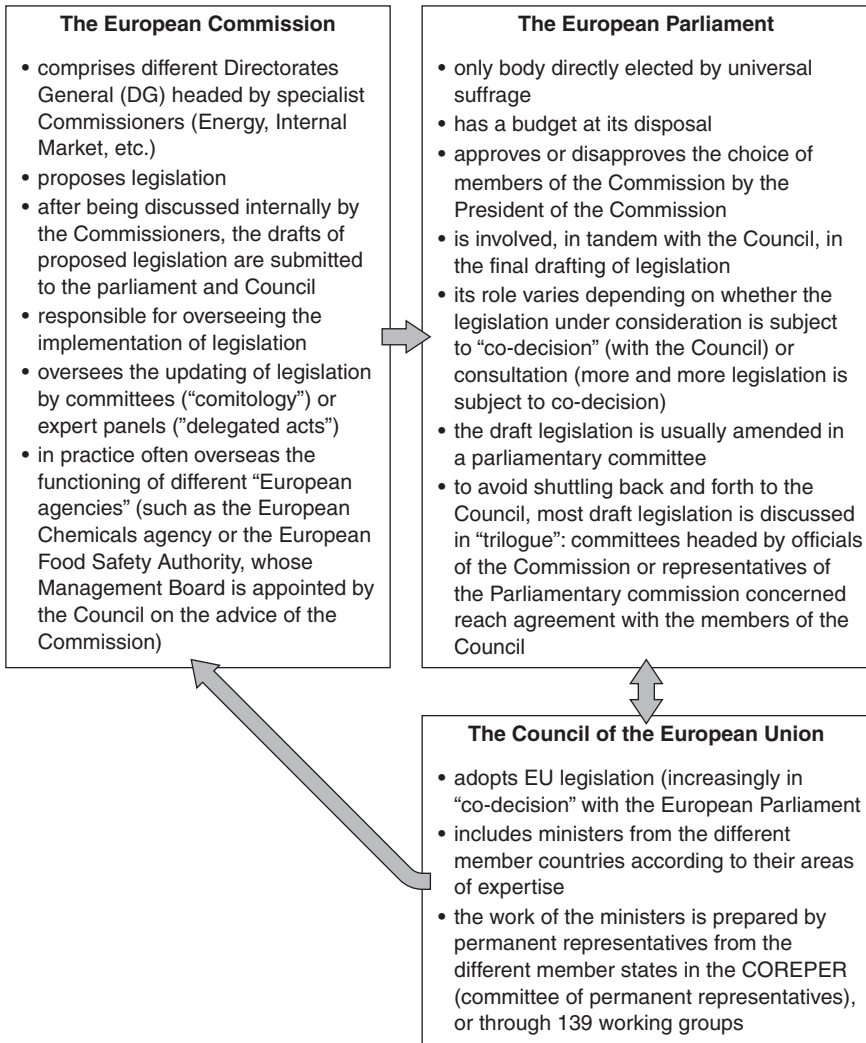 The European Commission
• comprises different Directorates
General (DG) headed by specialist
Commissioners (Energy, Internal
Market, etc.)
• proposes legislation
• after being discussed internally by
the Commissioners, the drafts of
proposed legislation are submitted
to the parliament and Council
• responsible for overseeing the
implementation of legislation
• oversees the updating of legislation
by committees (“comitology”) or
expert panels (”delegated acts”)
• in practice often overseas the
functioning of different “European
agencies” (such as the European
Chemicals agency or the European
Food Safety Authority, whose
Management Board is appointed by
the Council on the advice of the
Commission)
The European Parliament
• only body directly elected by universal
suffrage
• has a budget at its disposal
• approves or disapproves the choice of
members of the Commission by the
President of the Commission
• is involved, in tandem with the Council, in
the final drafting of legislation
• its role varies depending on whether the
legislation under consideration is subject
to “co-decision” (with the Council) or
consultation (more and more legislation is
subject to co-decision)
• the draft legislation is usually amended in
a parliamentary committee
• to avoid shuttling back and forth to the
Council, most draft legislation is discussed
in “trilogue”: committees headed by officials
of the Commission or representatives of
the Parliamentary commission concerned
reach agreement with the members of the
Council
The Council of the European Union
• adopts EU legislation (increasingly in
“co-decision” with the European Parliament
• includes ministers from the different
member countries according to their areas
of expertise
• the work of the ministers is prepared by
permanent representatives from the
different member states in the COREPER
(committee of permanent representatives),
or through 139 working groups